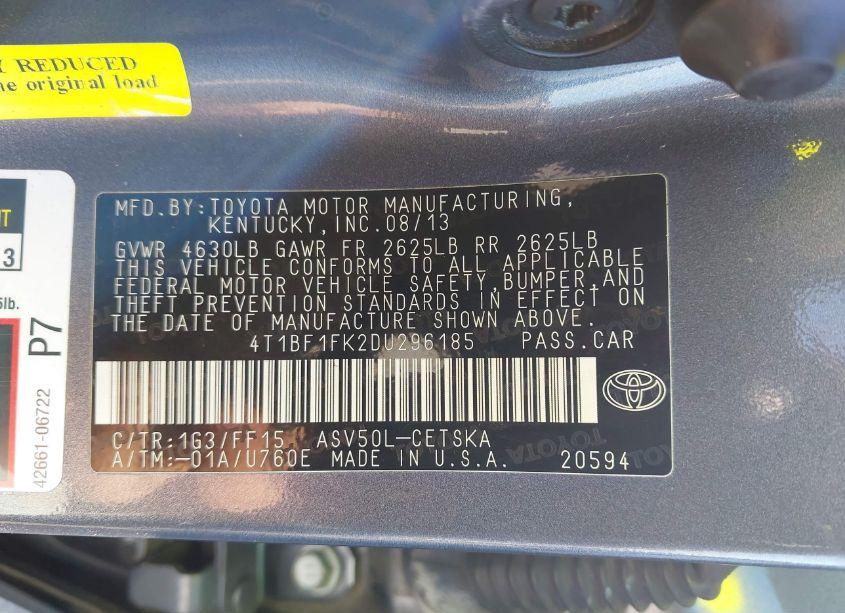 REDUCED
e original load
3
lb.
P7
42661-06722
MFD.BY:TOYOTA MOTOR MANUFACTURING,
KENTUCKY,INC.08/13
GVWR 4630LB GAWR FR 2625LB RR 2625LB
THIS VEHICLE CONFORMS TO ALL APPLICABLE
FEDERAL MOTOR VEHICLE SAFETY,BUMPER,AND
THEFT PREVENTION STANDARDS IN EFFECT ON
THE DATE OF MANUFACTURE SHOWN ABOVE.
4T1BF1FK2DU296185 PASS.CAR
C/TR:1G3/FF15 ASV50L-CETSKA
A/TM:-01A/U760E MADE IN U.S.A. 20594